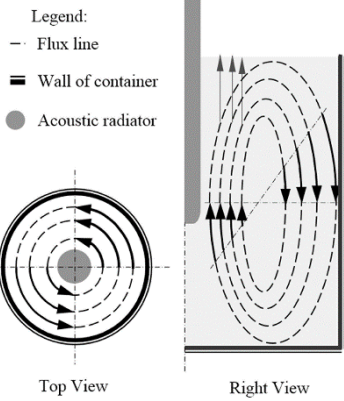 Legend:
Flux line
Wall of container
Acoustic radiator
Top View
Right View